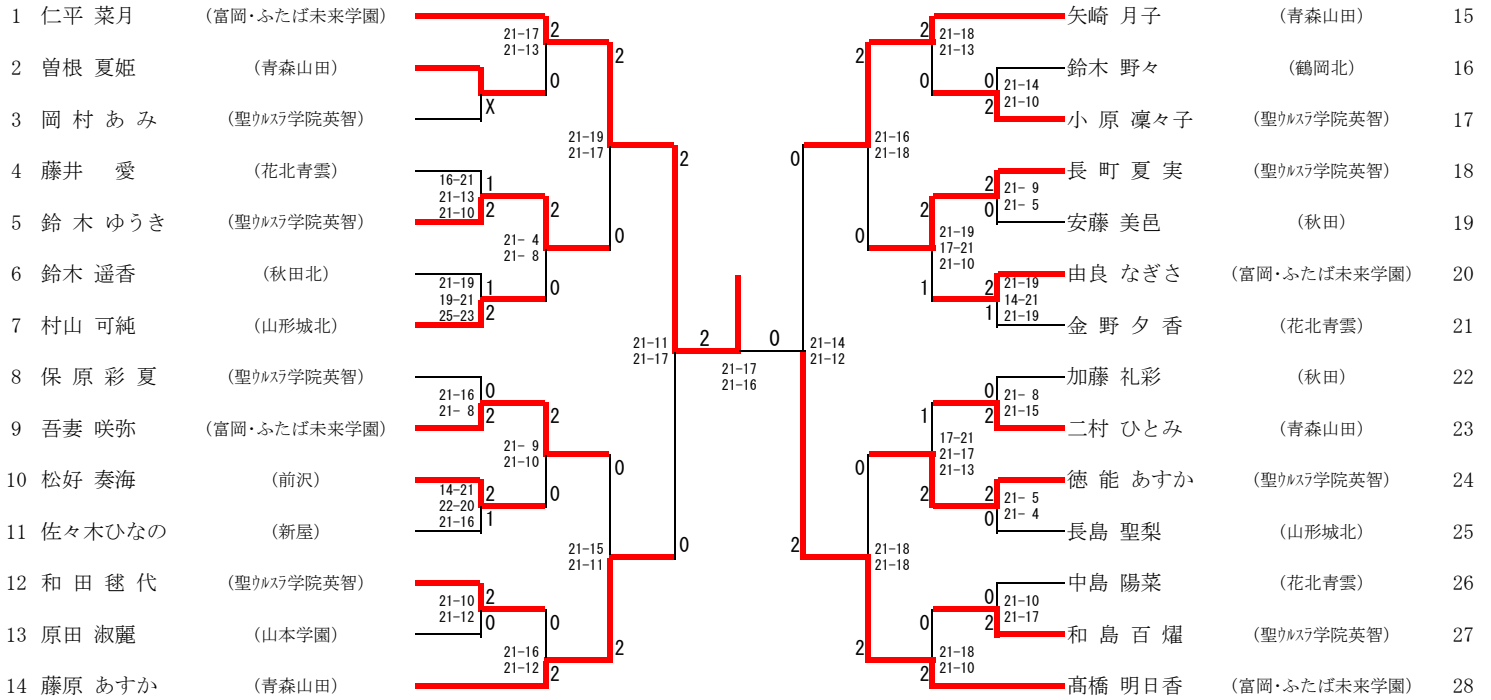 1 仁平 菜月 (富岡・ふたば未来学園)
2 曽根 夏姫 (青森山田)
3 岡 村 あ み (聖ｳﾙｽﾗ学院英智)
4 藤井 愛 (花北青雲)
5 鈴 木 ゆうき (聖ｳﾙｽﾗ学院英智)
6 鈴木 遥香 (秋田北)
7 村山 可純 (山形城北)
8 保 原 彩 夏 (聖ｳﾙｽﾗ学院英智)
9 吾妻 咲弥 (富岡・ふたば未来学園)
10 松好 奏海 (前沢)
11 佐々木ひなの (新屋)
12 和 田 毬 代 (聖ｳﾙｽﾗ学院英智)
13 原田 淑麗 (山本学園)
14 藤原 あすか (青森山田)
21-17 2
21-13
0
X
2
16-21 1
21-13
21-10 2
2
21- 4
21- 8
0
21-19 1
19-21
25-23 2
21-19
21-17
0
2
21-16 0
21- 8 2
2
21- 9
21-10
0
14-21 2
22-20
21-16 1
0
21-15
21-11
21-10 2
21-12 0
0
21-16
21-12 2
2
0
21-11
21-17
2
0
21-17
21-16
21-14
21-12
0
2
2
21-16
21-18
0
0
21-18
21-18
2
2 21-18
21-13
0
0 21-14
2 21-10
2
21-19
17-21
21-10
1
2 21- 9
0 21- 5
2 21-19
14-21
1 21-19
1
17-21
21-17
21-13
2
0 21- 8
2 21-15
2 21- 5
0 21- 4
0
21-18
2 21-10
0 21-10
2 21-17
矢崎 月子 (青森山田) 15
鈴木 野々 (鶴岡北) 16
小 原 凜々子 (聖ｳﾙｽﾗ学院英智) 17
長 町 夏 実 (聖ｳﾙｽﾗ学院英智) 18
安藤 美邑 (秋田) 19
由良 なぎさ (富岡・ふたば未来学園) 20
金 野 夕 香 (花北青雲) 21
加藤 礼彩 (秋田) 22
二村 ひとみ (青森山田) 23
徳 能 あすか (聖ｳﾙｽﾗ学院英智) 24
長島 聖梨 (山形城北) 25
中島 陽菜 (花北青雲) 26
和 島 百 燿 (聖ｳﾙｽﾗ学院英智) 27
髙橋 明日香 (富岡・ふたば未来学園) 28